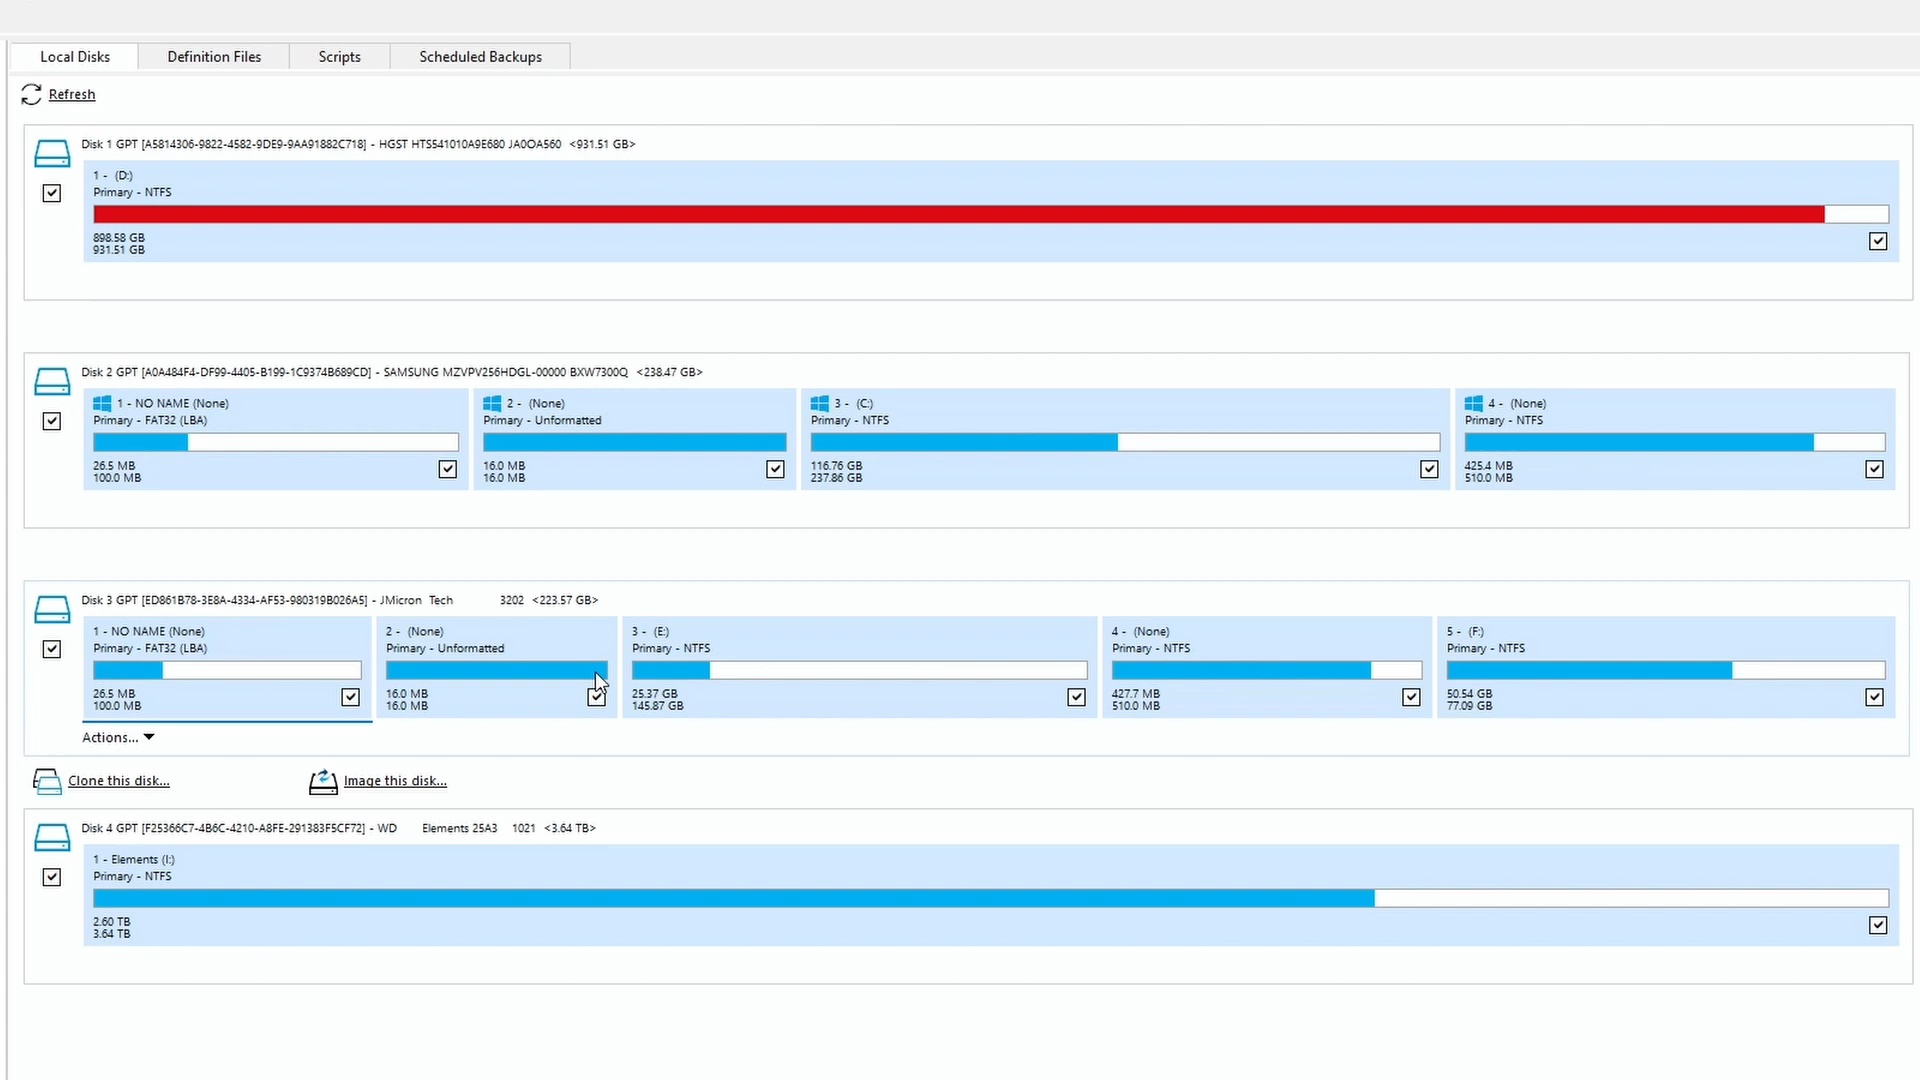 Local Disks
Definition Files
Scripts
Scheduled Backups
Refresh
Disk 1 GPT [A5814306-9822-4582-9DE9-9AA91882C718] - HGST HTS541010A9E680 JA0OA560 <931.51 GB>
1 - (D:)
Primary - NTFS
898.58 GB
931.51 GB
Disk 2 GPT [A0A484F4-DF99-4405-B199-1C9374B689CD] - SAMSUNG MZVPV256HDGL-00000 BXW7300Q <238.47 GB>
1 - NO NAME (None)
Primary - FAT32 (LBA)
26.5 MB
100.0 MB
2 - (None)
Primary - Unformatted
16.0 MB
16.0 MB
3 - (C:)
Primary - NTFS
116.76 GB
237.86 GB
4 - (None)
Primary - NTFS
425.4 MB
510.0 MB
Disk 3 GPT [ED861B78-3E8A-4334-AF53-980319B026A5] - JMicron Tech 3202 <223.57 GB>
1 - NO NAME (None)
Primary - FAT32 (LBA)
26.5 MB
100.0 MB
2 - (None)
Primary - Unformatted
16.0 MB
16.0 MB
3 - (E:)
Primary - NTFS
25.37 GB
145.87 GB
4 - (None)
Primary - NTFS
427.7 MB
510.0 MB
5 - (F:)
Primary - NTFS
50.54 GB
77.09 GB
Actions...
Clone this disk...
Image this disk...
Disk 4 GPT [F25366C7-4B6C-4210-A8FE-291383F5CF72] - WD Elements 25A3 1021 <3.64 TB>
1 - Elements (I:)
Primary - NTFS
2.60 TB
3.64 TB